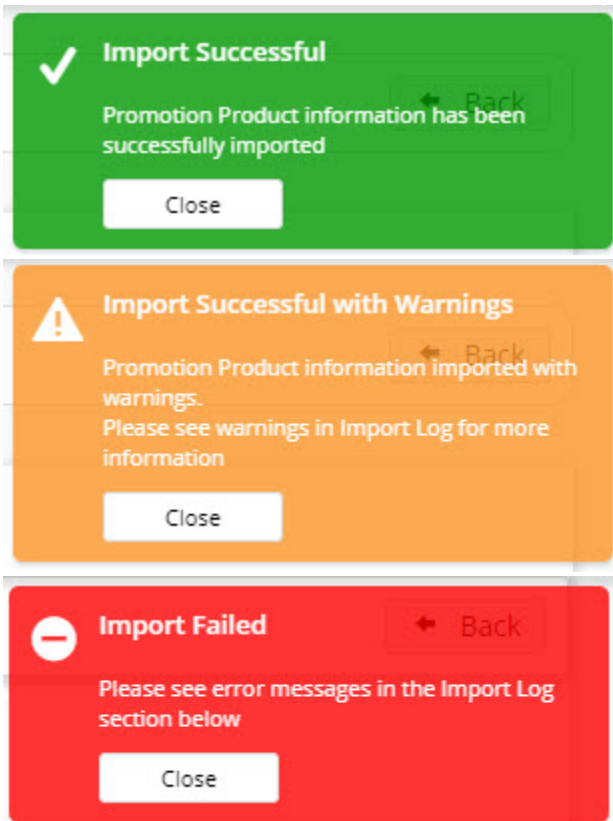 Import Successful
Back
Promotion Product information has been
successfully imported
Close
Import Successful with Warnings
Back
Promotion Product information imported with
warnings.
Please see warnings in Import Log for more
information
Close
Import Failed
Back
Please see error messages in the Import Log
section below
Close